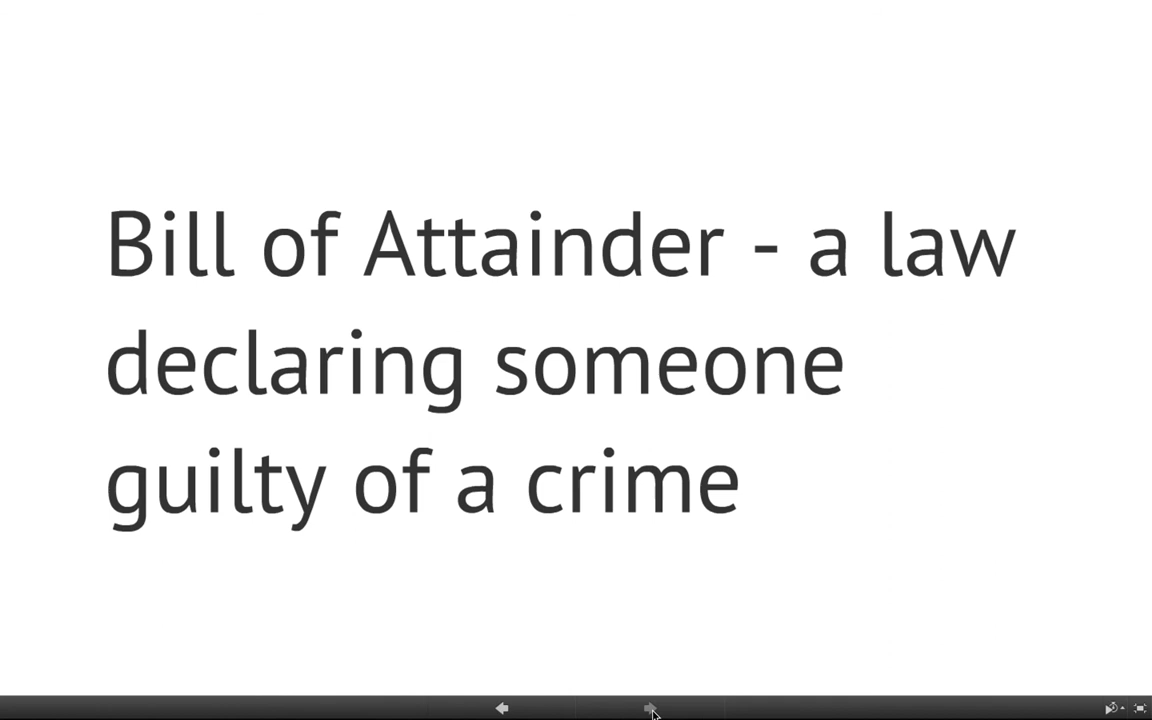 Bill of Attainder - a law
declaring someone
guilty of a crime